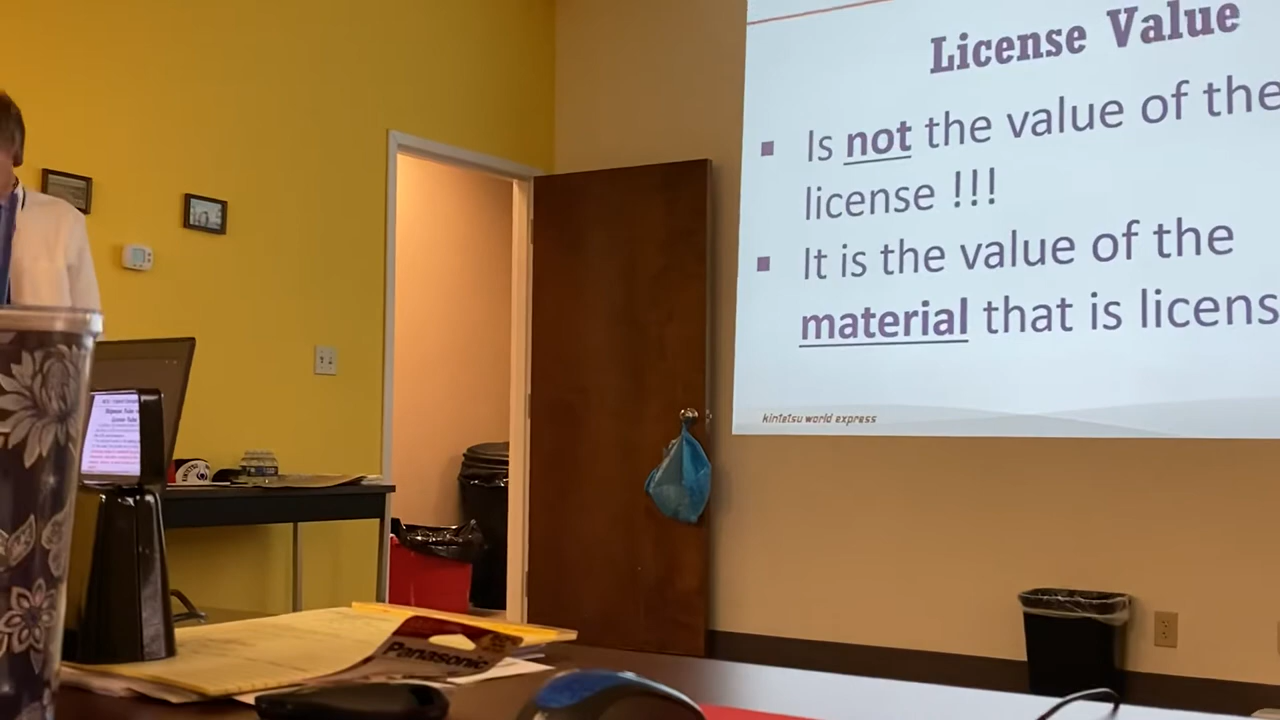 License Value
▪ Is not the value of the
license !!!
▪ It is the value of the
material that is licens
kintetsu world express
Panasonic